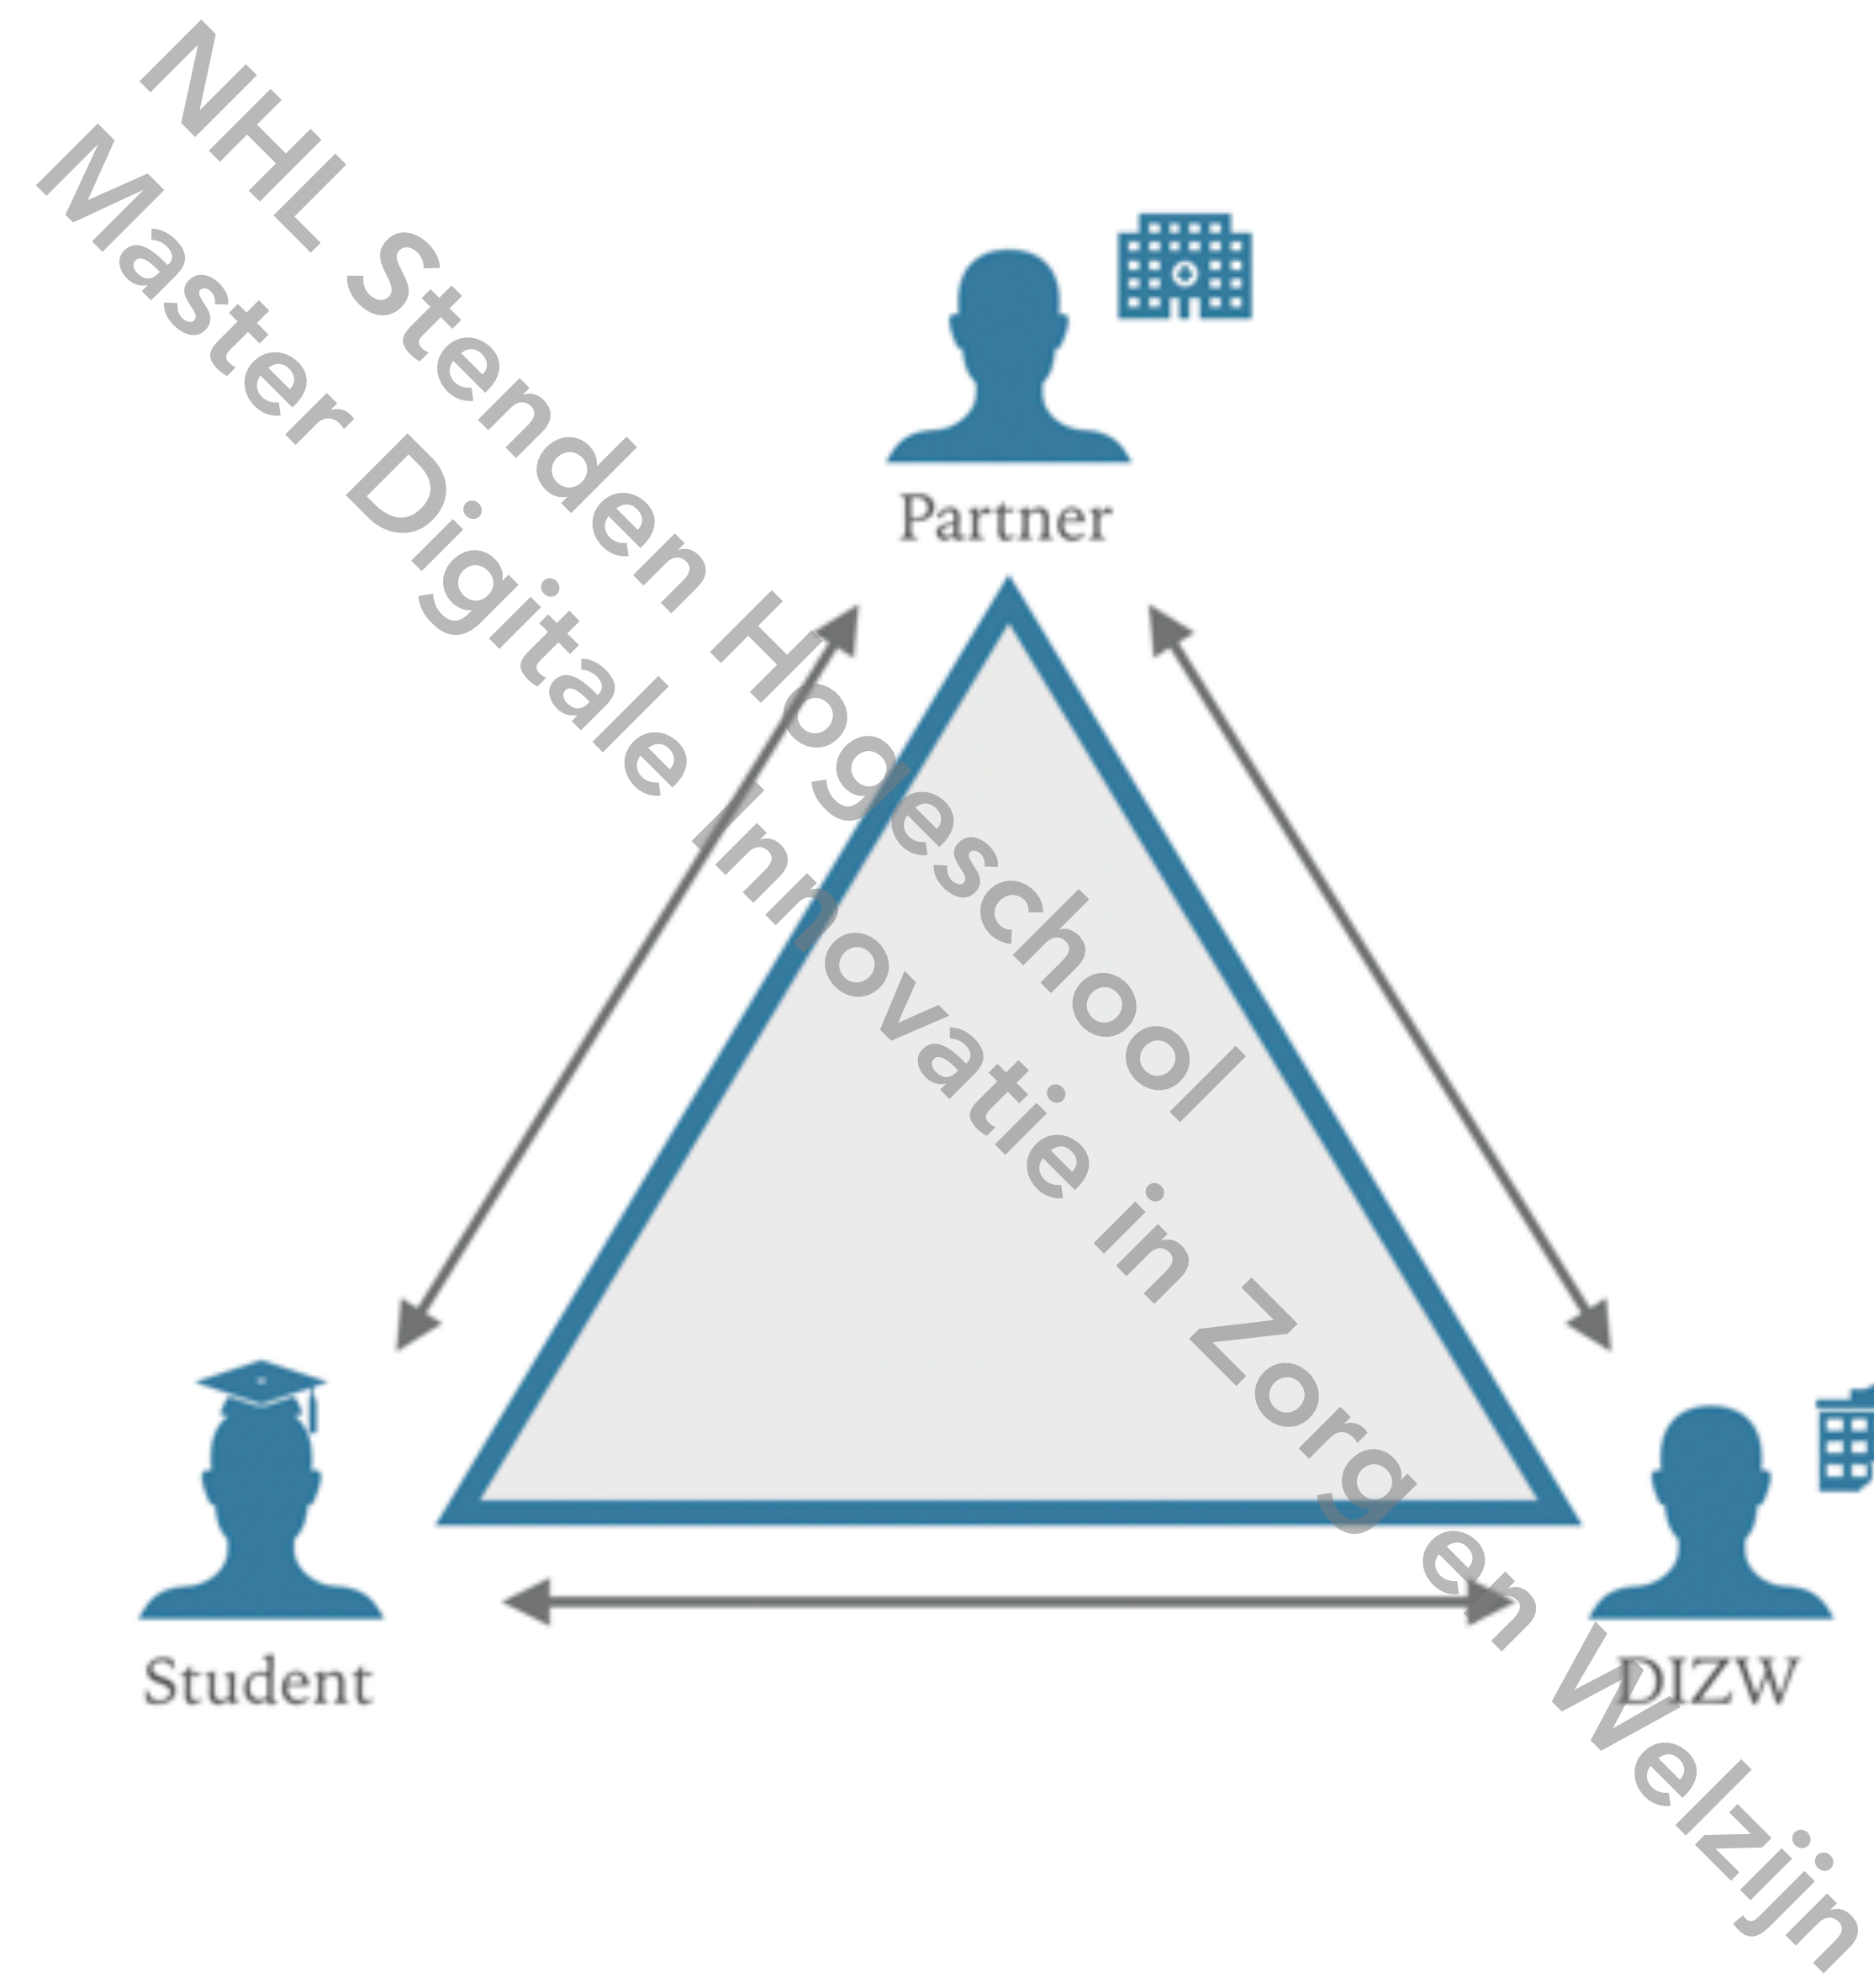 NHL Stenden Hogeschool
Master Digitale Innovatie in Zorg en Welzijn
Partner
Student
DIZW